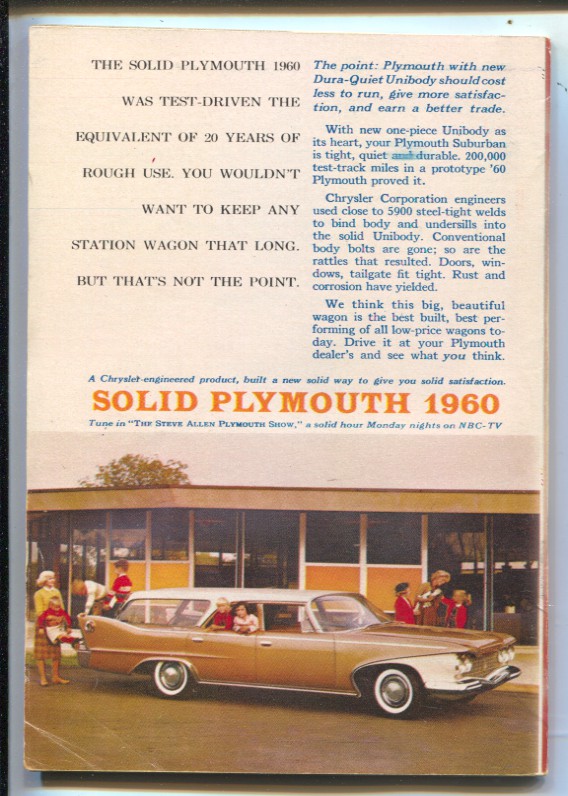 THE SOLID PLYMOUTH 1960
WAS TEST-DRIVEN THE
EQUIVALENT OF 20 YEARS OF
ROUGH USE. YOU WOULDN'T
WANT TO KEEP ANY
STATION WAGON THAT LONG.
BUT THAT'S NOT THE POINT.
The point: Plymouth with new
Dura-Quiet Unibody should cost
less to run, give more satisfac-
tion, and earn a better trade.
With new one-piece Unibody as
its heart, your Plymouth Suburban
is tight, quiet and durable. 200,000
test-track miles in a prototype '60
Plymouth proved it.
Chrysler Corporation engineers
used close to 5900 steel-tight welds
to bind body and undersills into
the solid Unibody. Conventional
body bolts are gone; so are the
rattles that resulted. Doors, win-
dows, tailgate fit tight. Rust and
corrosion have yielded.
We think this big, beautiful
wagon is the best built, best per-
forming of all low-price wagons to-
day. Drive it at your Plymouth
dealer's and see what you think.
A Chrysler-engineered product, built a new solid way to give you solid satisfaction.
SOLID PLYMOUTH 1960
Tune in "THE STEVE ALLEN PLYMOUTH SHOW," a solid hour Monday nights on NBC-TV